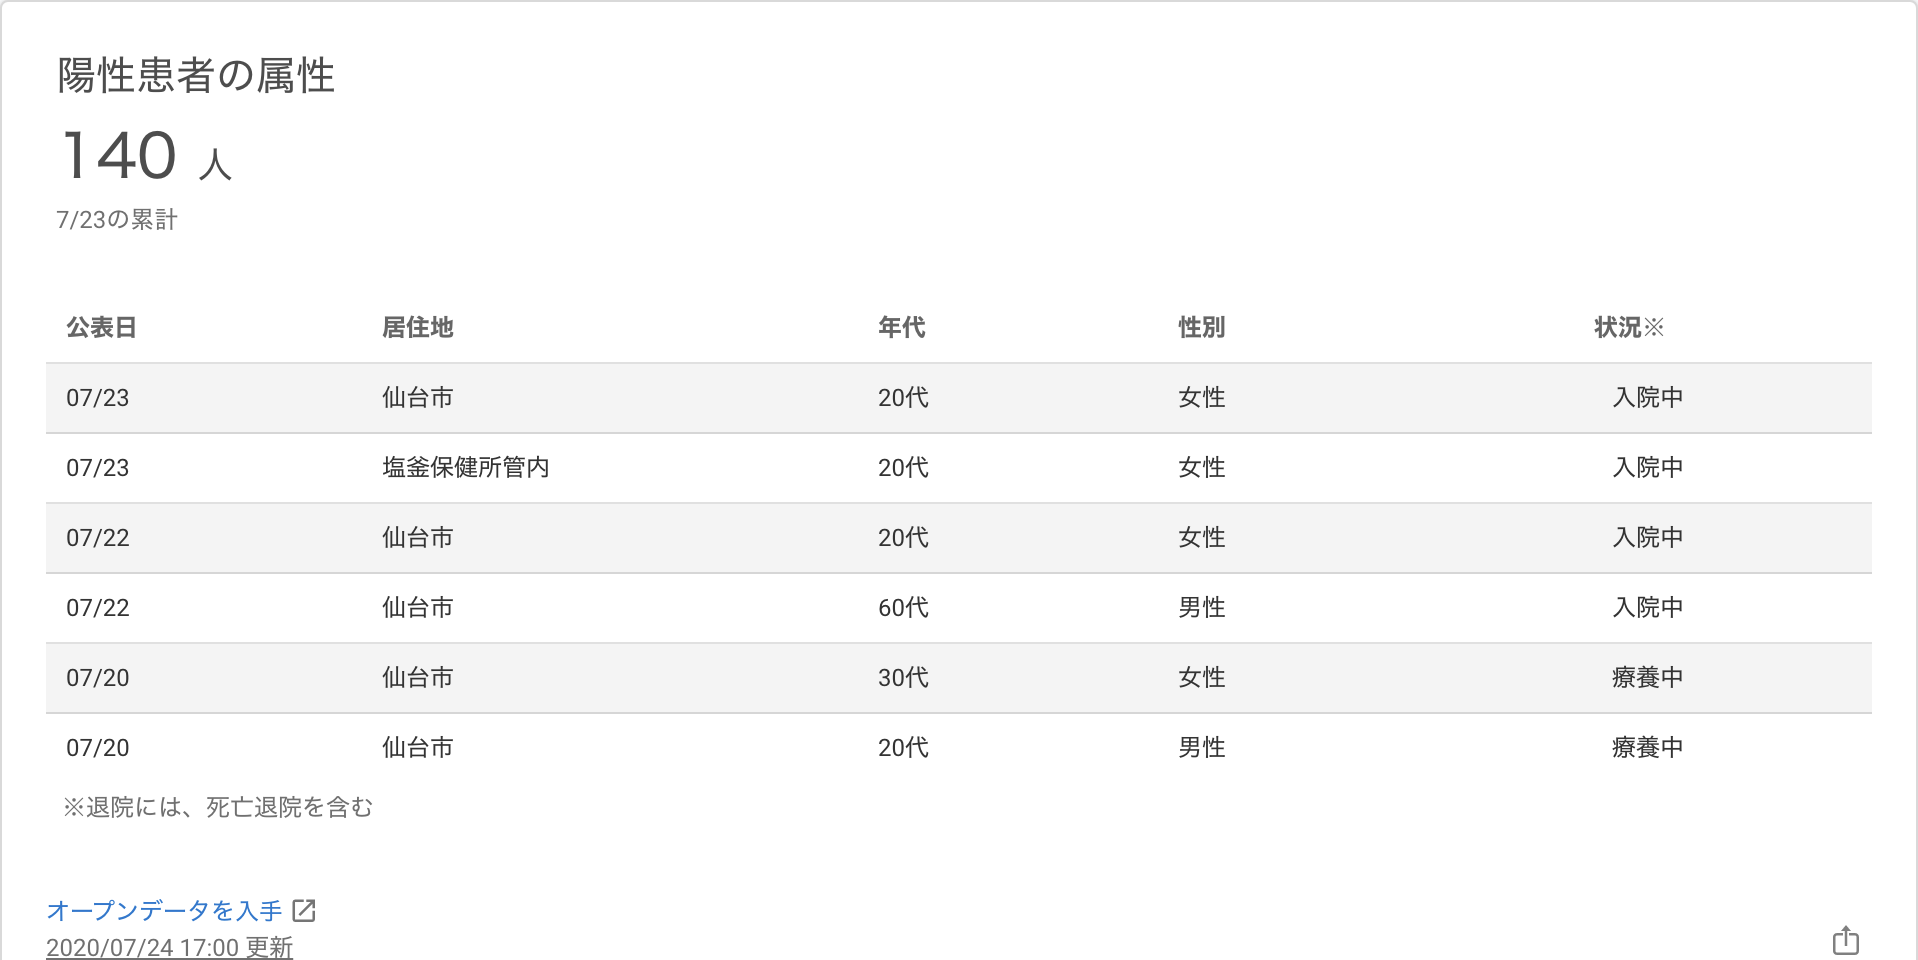 陽性患者の属性
140 人
7/23の累計
公表日 居住地 年代 性別 状況※
07/23 仙台市 20代 女性 入院中
07/23 塩釜保健所管内 20代 女性 入院中
07/22 仙台市 20代 女性 入院中
07/22 仙台市 60代 男性 入院中
07/20 仙台市 30代 女性 療養中
07/20 仙台市 20代 男性 療養中
※退院には、死亡退院を含む
オープンデータを入手
2020/07/24 17:00 更新